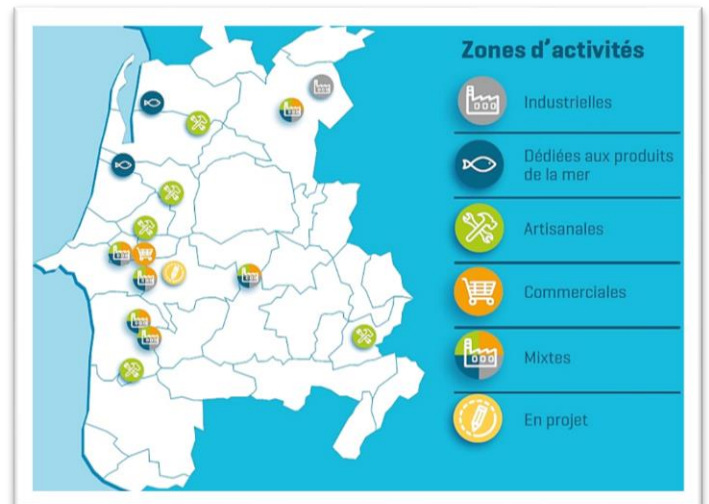 Zones d'activités
Industrielles
Dédiées aux produits
de la mer
Artisanales
Commerciales
Mixtes
En projet